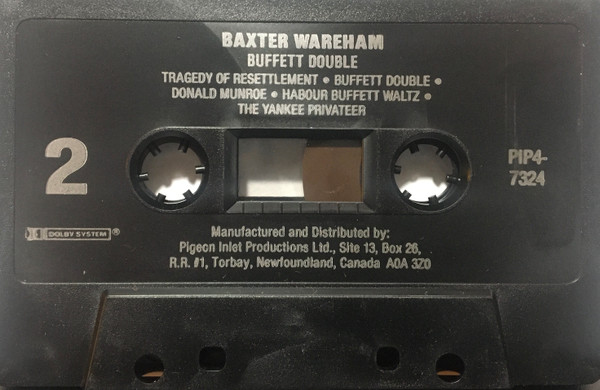 BAXTER WAREHAM
BUFFETT DOUBLE
TRAGEDY OF RESETTLEMENT • BUFFETT DOUBLE •
DONALD MUNROE • HABOUR BUFFETT WALTZ •
THE YANKEE PRIVATEER
2
PIP4-
7324
DOLBY SYSTEM ®
Manufactured and Distributed by:
Pigeon Inlet Productions Ltd., Site 13, Box 26,
R.R. #1, Torbay, Newfoundland, Canada A0A 3Z0